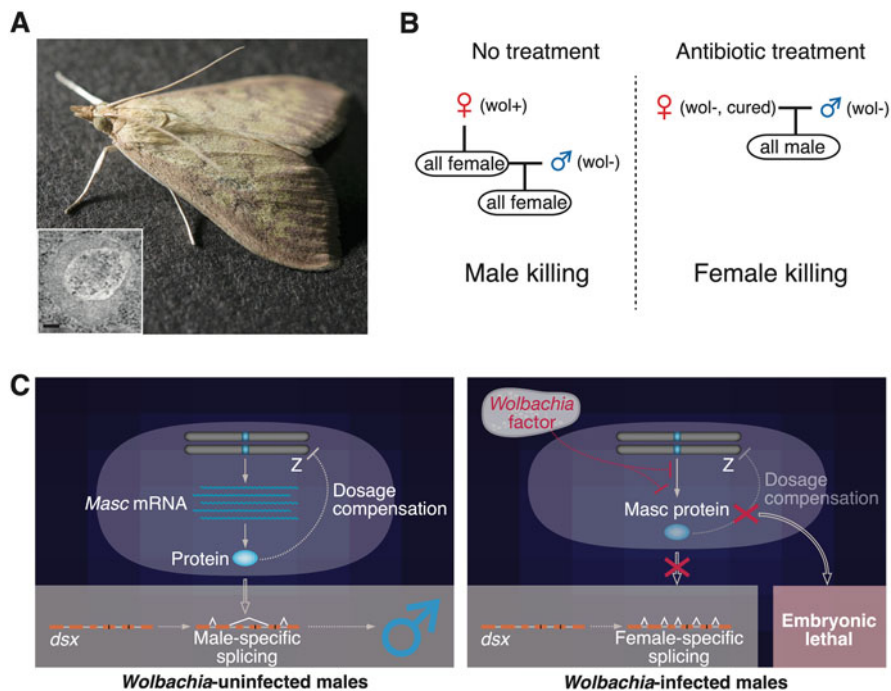 A
B
No treatment
Antibiotic treatment
♀ (wol+)
♀ (wol-, cured)
♂ (wol-)
all male
all female
♂ (wol-)
all female
Male killing
Female killing
C
Z
Masc mRNA
Dosage
compensation
Protein
dsx
Male-specific
splicing
♂
Wolbachia-uninfected males
Wolbachia
factor
Z
Dosage
compensation
Masc protein
dsx
Female-specific
splicing
Embryonic
lethal
Wolbachia-infected males